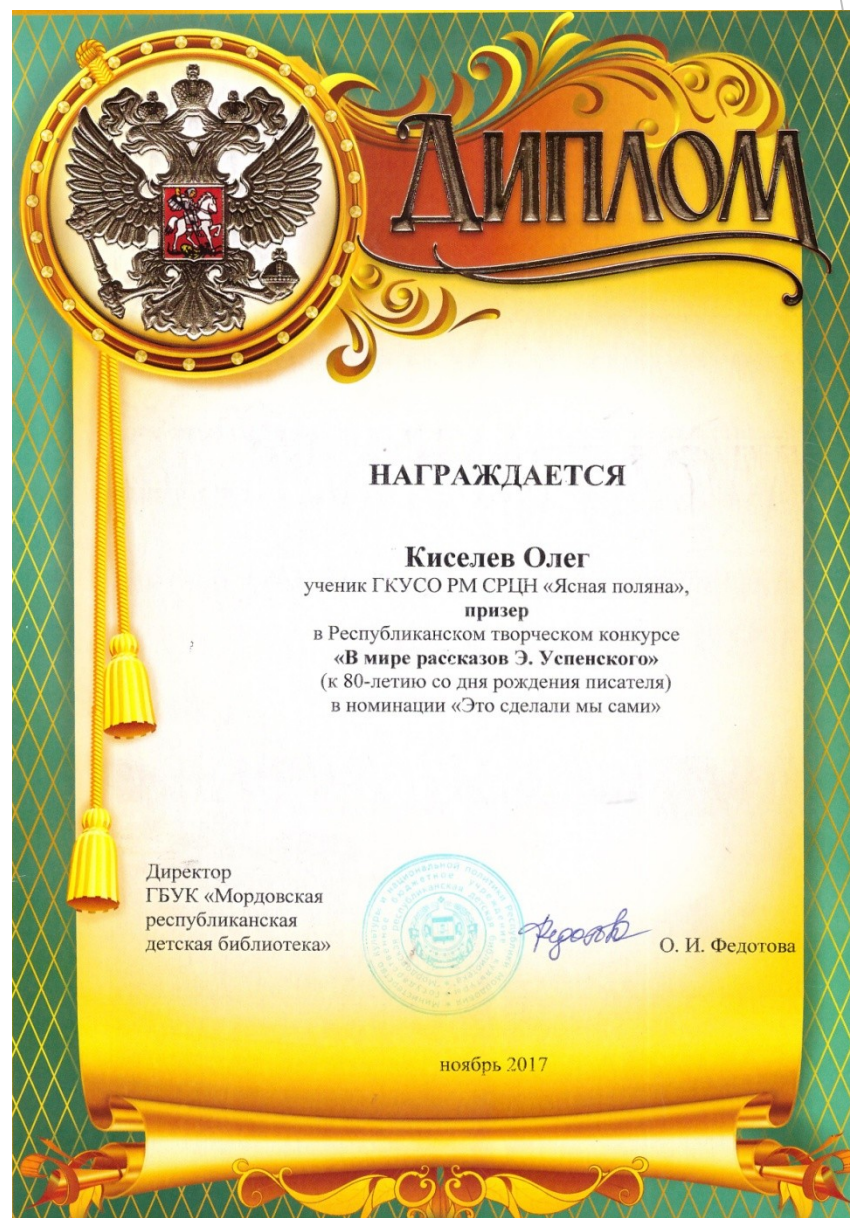 ДИПЛОМ
НАГРАЖДАЕТСЯ
Киселев Олег
ученик ГКУСО РМ СРЦН «Ясная поляна»,
призер
в Республиканском творческом конкурсе
«В мире рассказов Э. Успенского»
(к 80-летию со дня рождения писателя)
в номинации «Это сделали мы сами»
Директор
ГБУК «Мордовская
республиканская
детская библиотека»
О. И. Федотова
ноябрь 2017